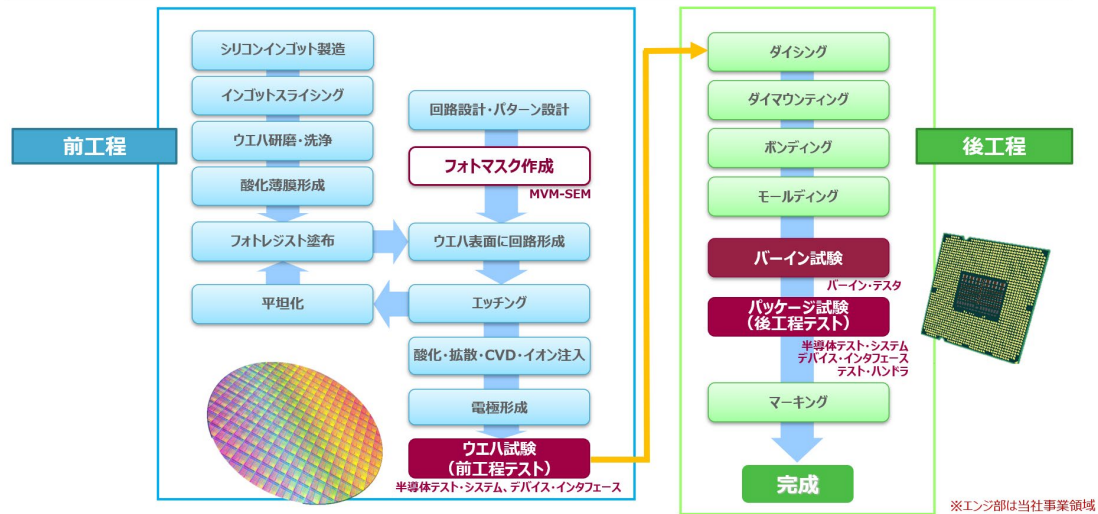 前工程
シリコンインゴット製造
インゴットスライシング
ウエハ研磨・洗浄
酸化薄膜形成
フォトレジスト塗布
平坦化
回路設計・パターン設計
フォトマスク作成
MVM-SEM
ウエハ表面に回路形成
エッチング
酸化・拡散・CVD・イオン注入
電極形成
ウエハ試験
（前工程テスト）
半導体テスト・システム、デバイス・インタフェース
後工程
ダイシング
ダイマウンティング
ボンディング
モールディング
バーイン試験
バーイン・テスタ
パッケージ試験
（後工程テスト）
半導体テスト・システム
デバイス・インタフェース
テスト・ハンドラ
マーキング
完成
※エンジ部は当社事業領域